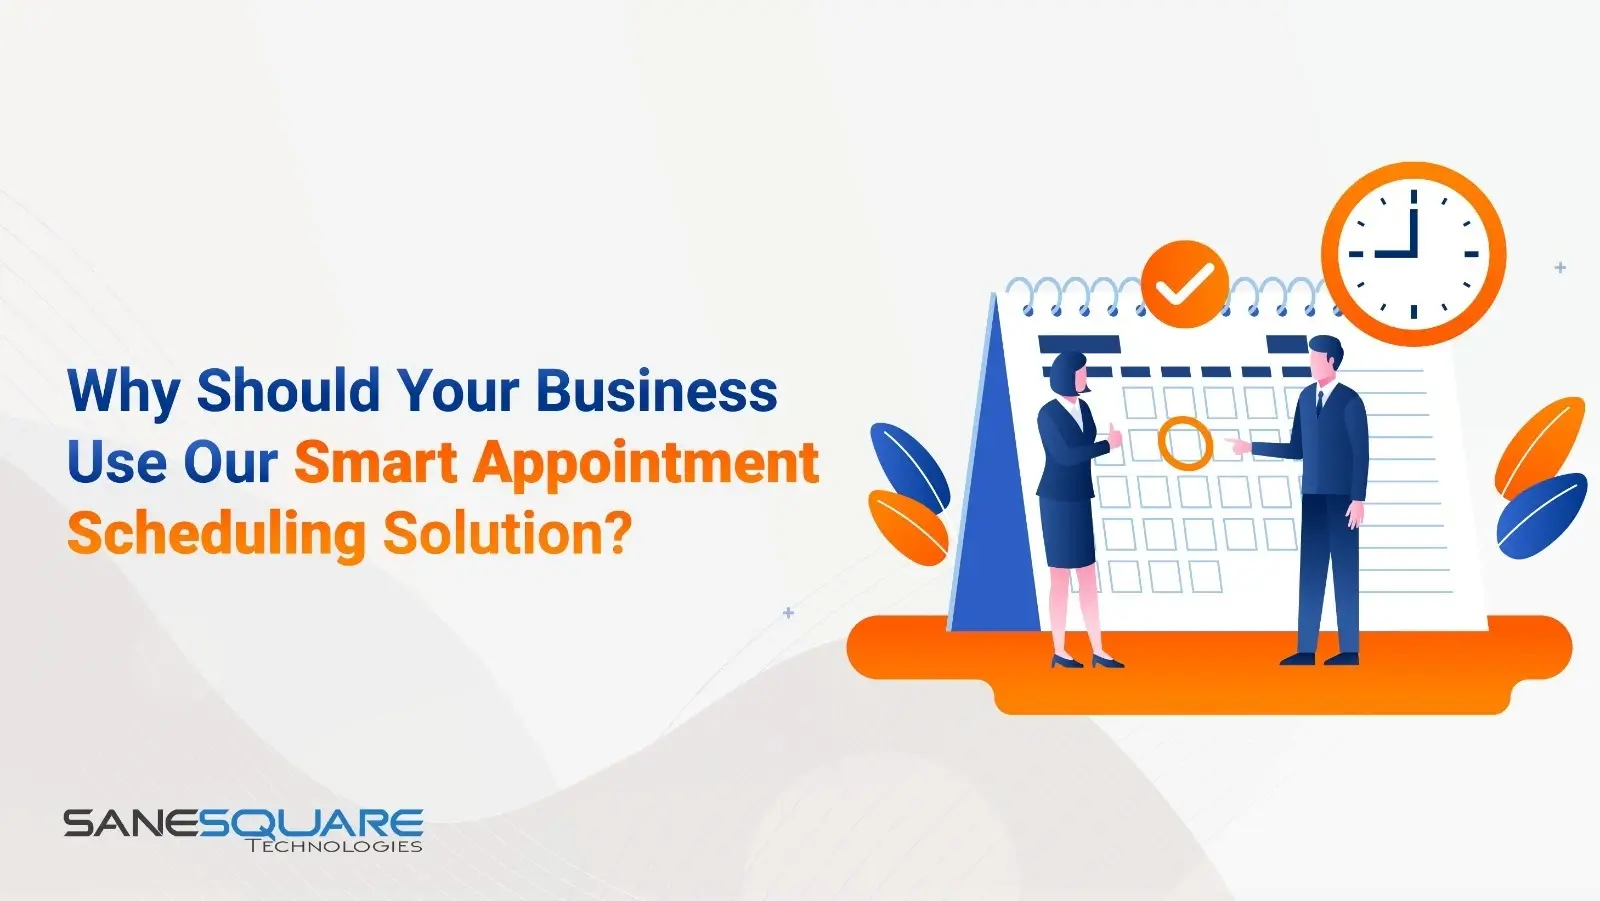 Why Should Your Business
Use Our Smart Appointment
Scheduling Solution?
SANESQUARE
TECHNOLOGIES